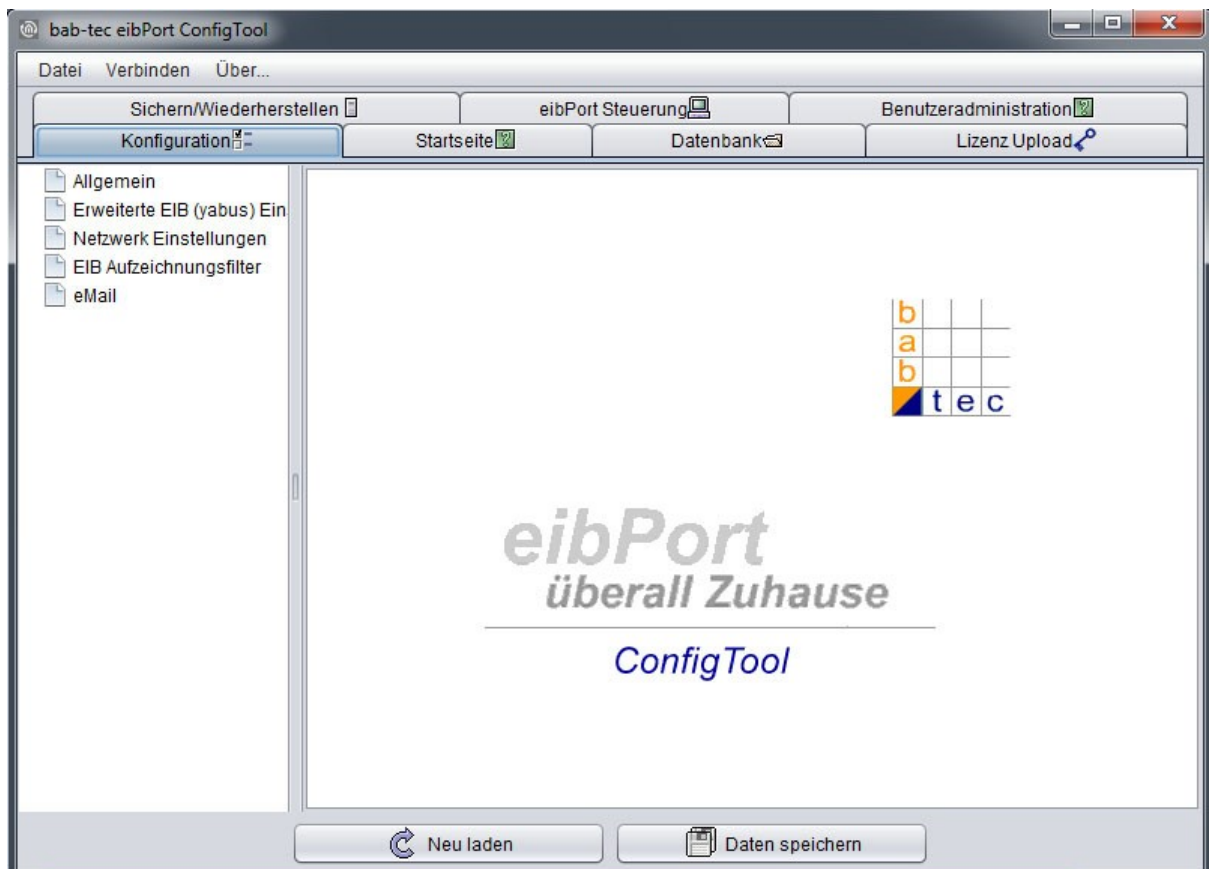 bab-tec eibPort ConfigTool
Datei Verbinden Über...
Sichern/Wiederherstellen eibPort Steuerung Benutzeradministration
Konfiguration Startseite Datenbank Lizenz Upload
Allgemein
Erweiterte EIB (yabus) Ein
Netzwerk Einstellungen
EIB Aufzeichnungsfilter
eMail
b
a
b
tec
eibPort
überall Zuhause
ConfigTool
Neu laden Daten speichern